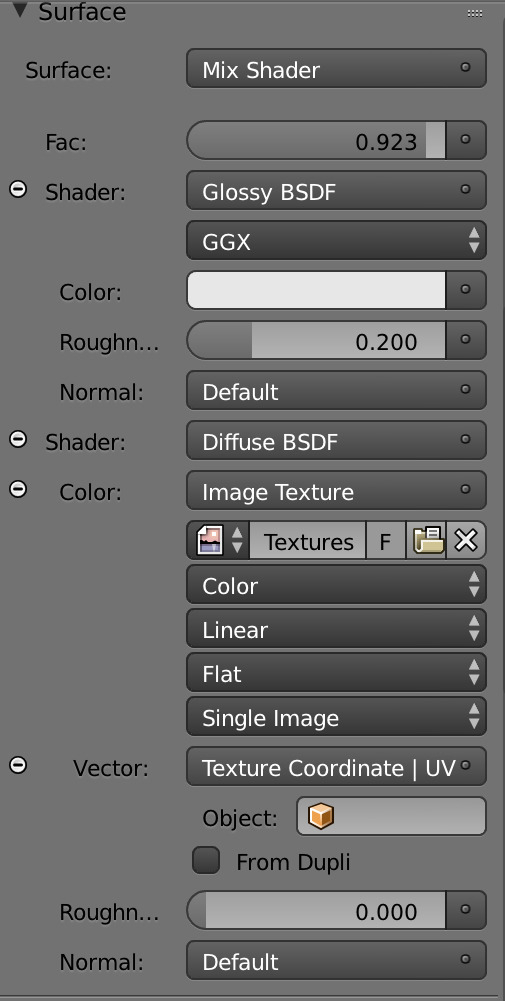 Surface
Surface: Mix Shader
Fac: 0.923
Shader: Glossy BSDF
GGX
Color:
Roughn... 0.200
Normal: Default
Shader: Diffuse BSDF
Color: Image Texture
Textures F
Color
Linear
Flat
Single Image
Vector: Texture Coordinate | UV
Object:
From Dupli
Roughn... 0.000
Normal: Default